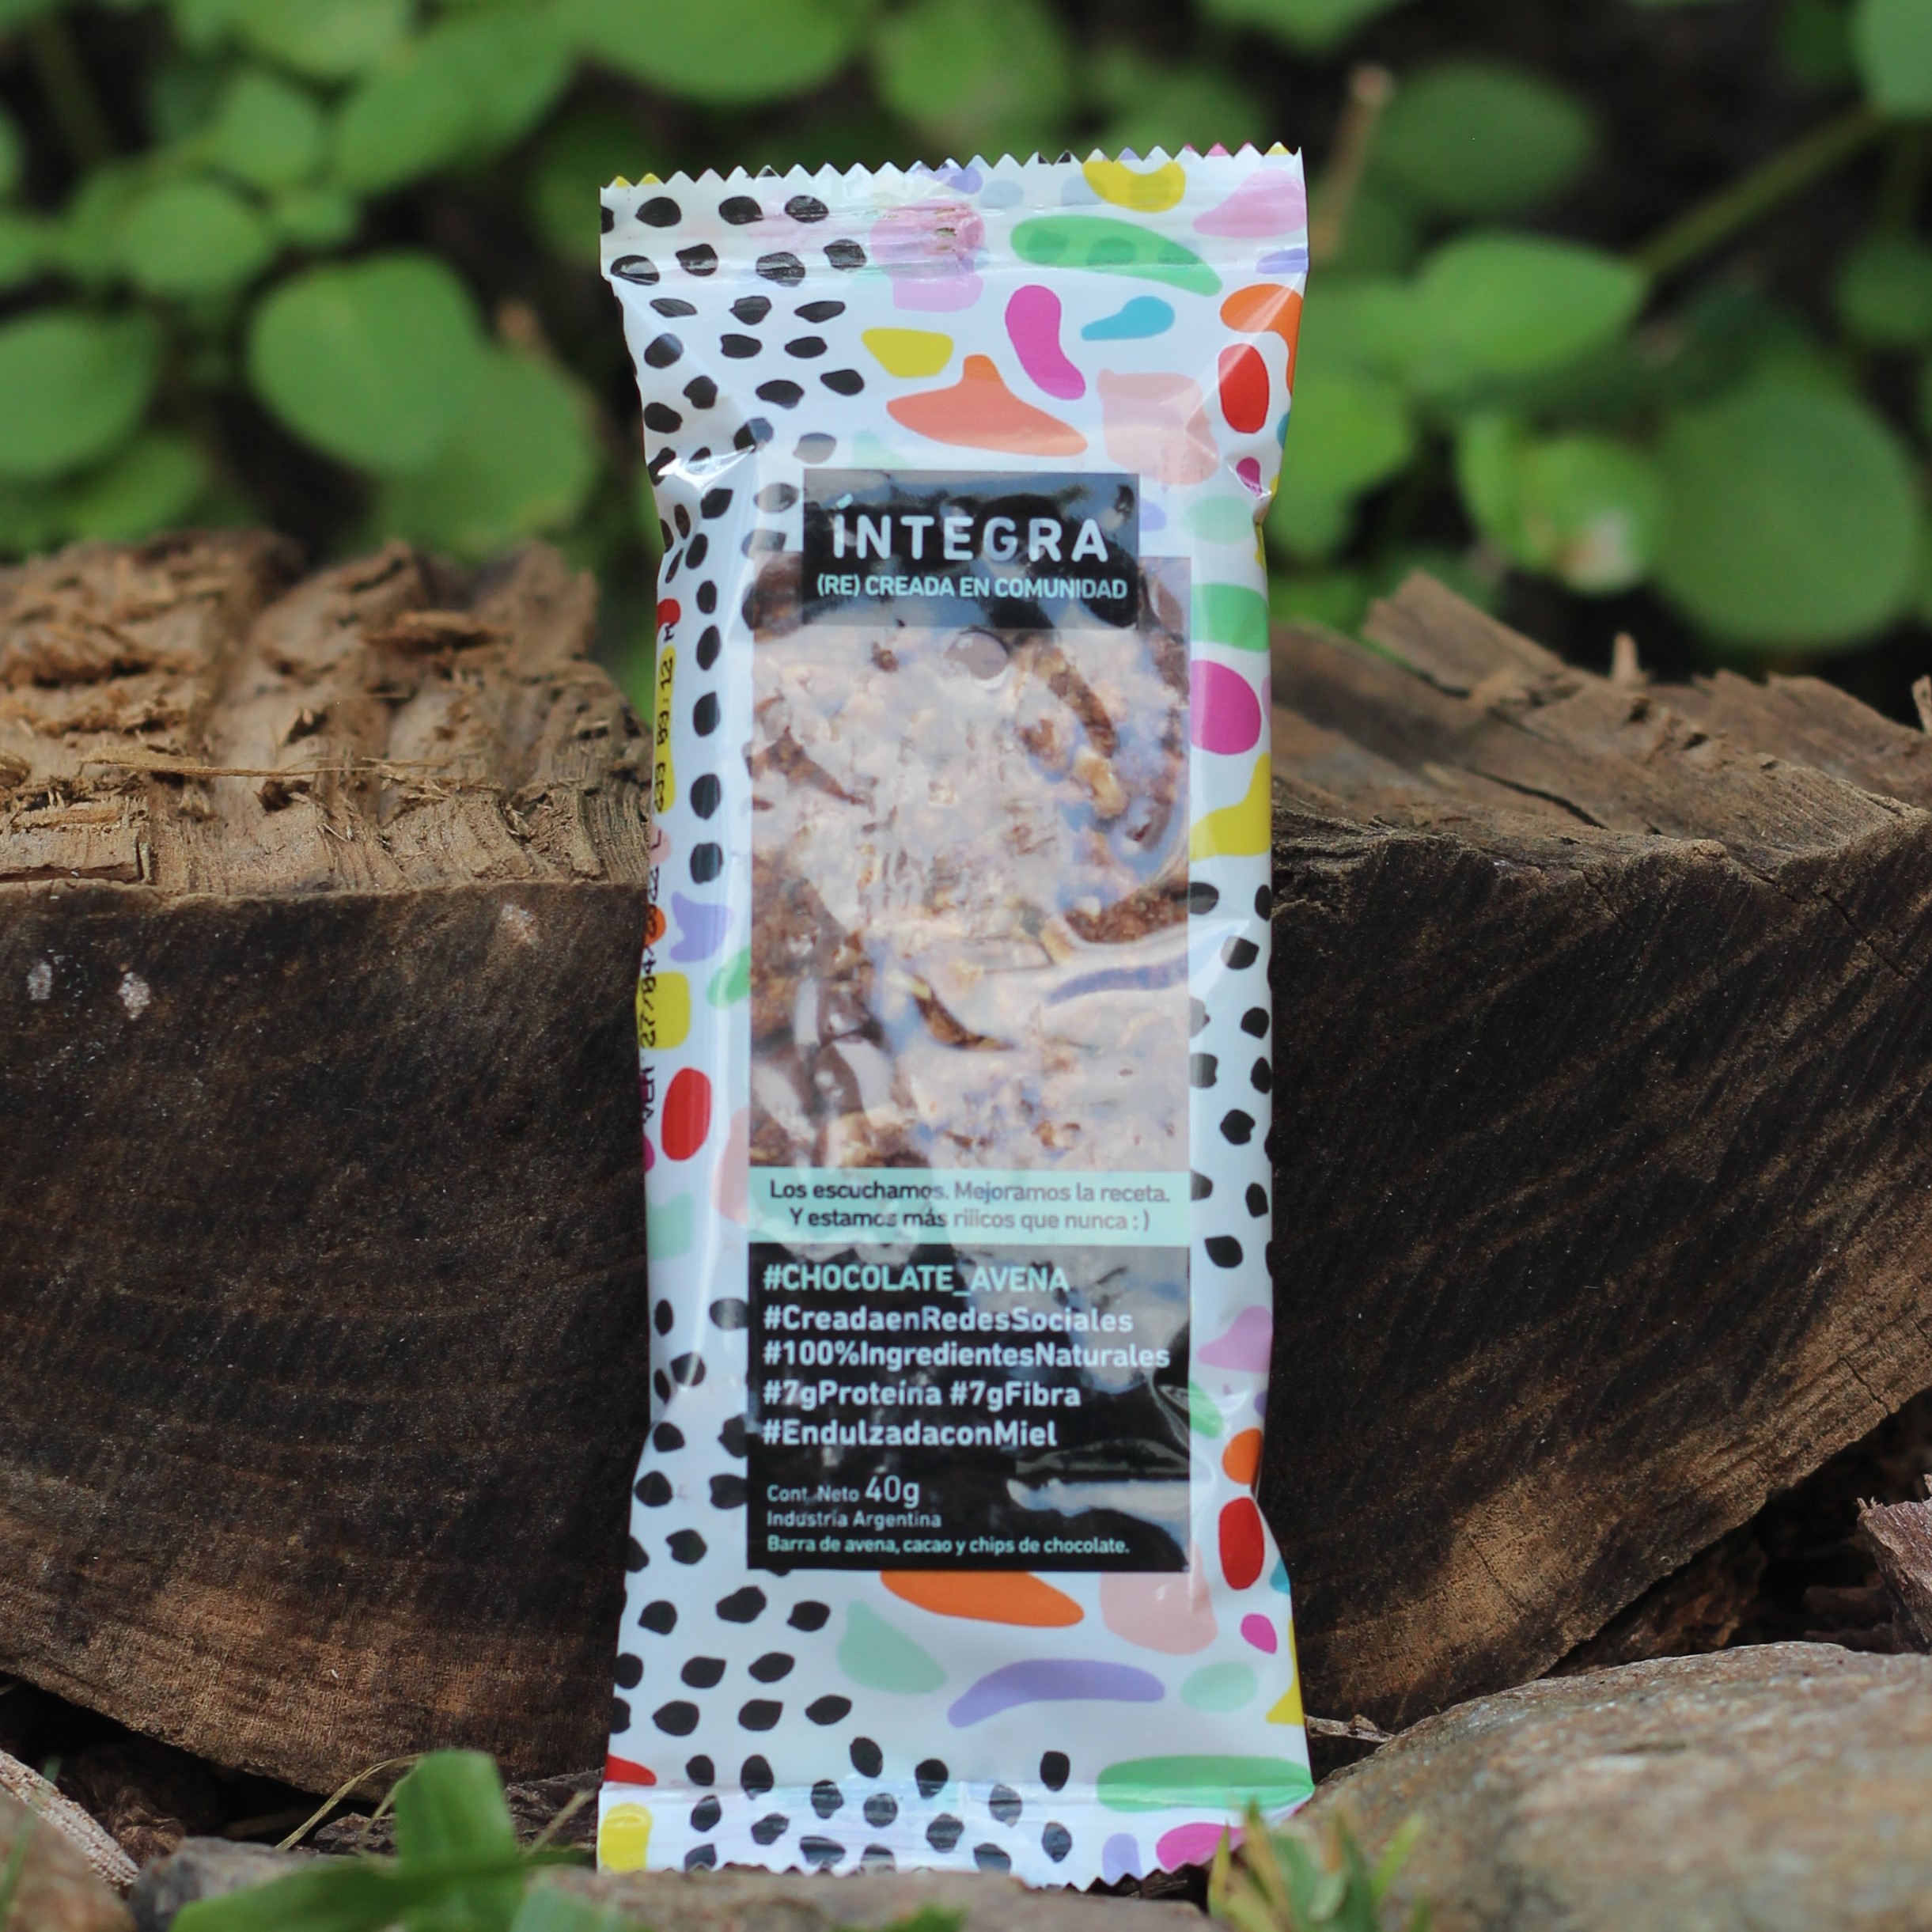 ÍNTEGRA
(RE) CREADA EN COMUNIDAD
Los escuchamos. Mejoramos la receta.
Y estamos más riiicos que nunca : )
#CHOCOLATE_AVENA
#CreadaenRedesSociales
#100%IngredientesNaturales
#7gProteína #7gFibra
#EndulzadaconMiel
Cont. Neto 40g
Industria Argentina
Barra de avena, cacao y chips de chocolate.